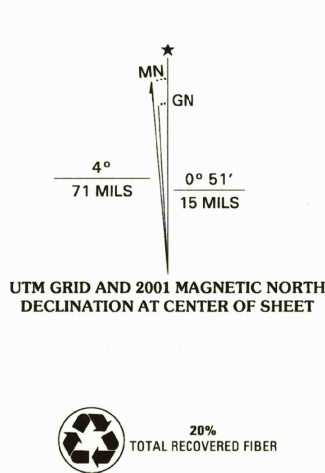 ★
MN
GN
4°
71 MILS
0° 51′
15 MILS
UTM GRID AND 2001 MAGNETIC NORTH
DECLINATION AT CENTER OF SHEET
20%
TOTAL RECOVERED FIBER